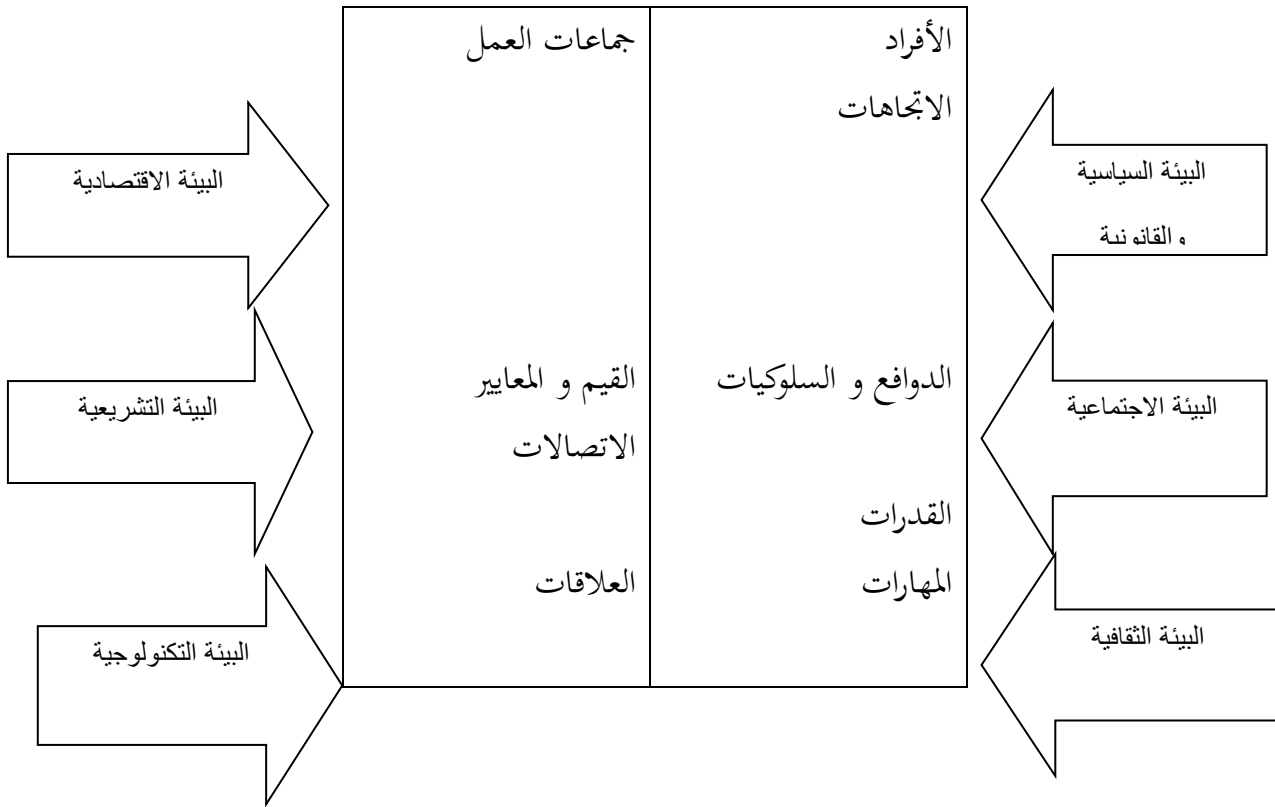 الأفراد
جماعات العمل
الاتجاهات
البيئة السياسية
والقانونية
البيئة الاقتصادية
الدوافع و السلوكيات
القيم و المعايير
البيئة الاجتماعية
البيئة التشريعية
الاتصالات
القدرات
المهارات
العلاقات
البيئة الثقافية
البيئة التكنولوجية